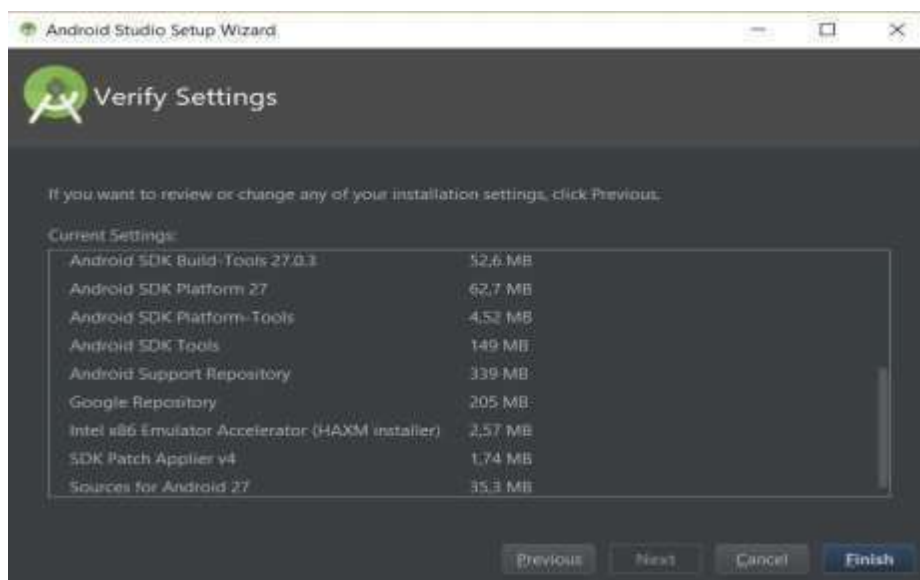 Android Studio Setup Wizard
Verify Settings
If you want to review or change any of your installation settings, click Previous.
Current Settings:
Android SDK Build-Tools 27.0.3 52,6 MB
Android SDK Platform 27 62,7 MB
Android SDK Platform-Tools 4,52 MB
Android SDK Tools 149 MB
Android Support Repository 339 MB
Google Repository 205 MB
Intel x86 Emulator Accelerator (HAXM installer) 2,57 MB
SDK Patch Applier v4 1,74 MB
Sources for Android 27 35,3 MB
Previous Next Cancel Finish